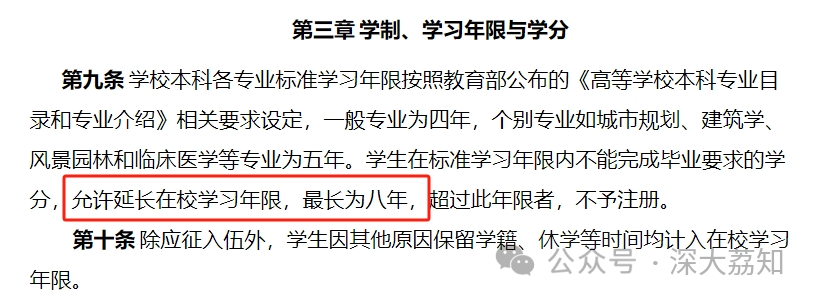 第三章 学制、学习年限与学分
第九条 学校本科各专业标准学习年限按照教育部公布的《高等学校本科专业目
录和专业介绍》相关要求设定，一般专业为四年，个别专业如城市规划、建筑学、
风景园林和临床医学等专业为五年。学生在标准学习年限内不能完成毕业要求的学
分，允许延长在校学习年限，最长为八年，超过此年限者，不予注册。
第十条 除应征入伍外，学生因其他原因保留学籍、休学等时间均计入在校学习
年限。
公众号·深大荔知